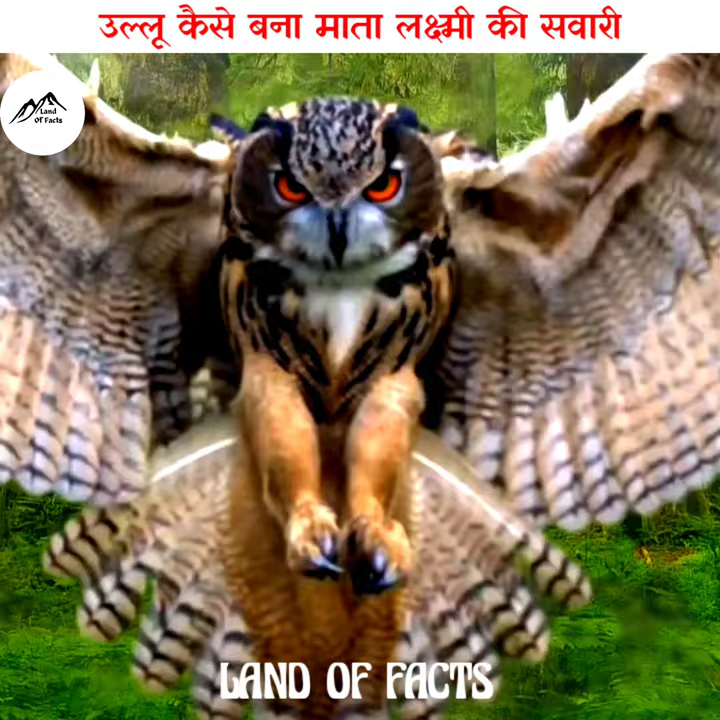 उल्लू कैसे बना माता लक्ष्मी की सवारी
Land
Of Facts
LAND OF FACTS